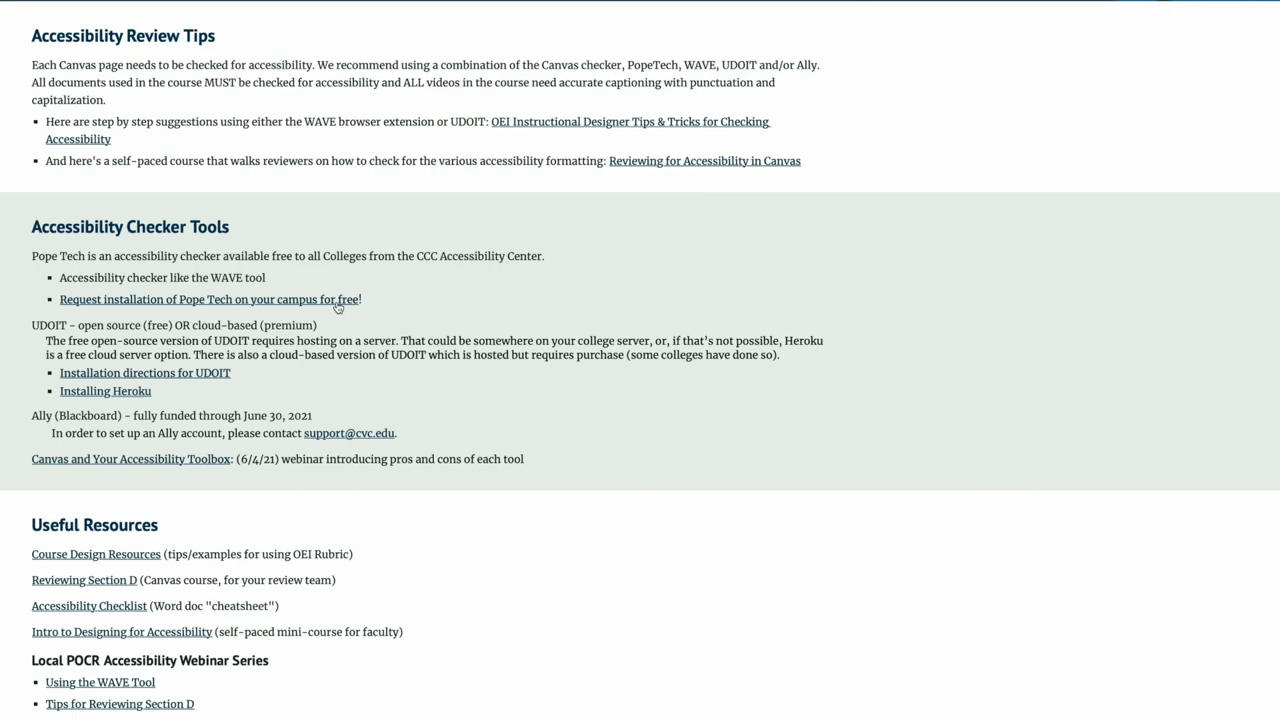 Accessibility Review Tips
Each Canvas page needs to be checked for accessibility. We recommend using a combination of the Canvas checker, PopeTech, WAVE, UDOIT and/or Ally.
All documents used in the course MUST be checked for accessibility and ALL videos in the course need accurate captioning with punctuation and
capitalization.
Here are step by step suggestions using either the WAVE browser extension or UDOIT: OEI Instructional Designer Tips & Tricks for Checking
Accessibility
And here's a self-paced course that walks reviewers on how to check for the various accessibility formatting: Reviewing for Accessibility in Canvas
Accessibility Checker Tools
Pope Tech is an accessibility checker available free to all Colleges from the CCC Accessibility Center.
Accessibility checker like the WAVE tool
Request installation of Pope Tech on your campus for free!
UDOIT - open source (free) OR cloud-based (premium)
The free open-source version of UDOIT requires hosting on a server. That could be somewhere on your college server, or, if that's not possible, Heroku
is a free cloud server option. There is also a cloud-based version of UDOIT which is hosted but requires purchase (some colleges have done so).
Installation directions for UDOIT
Installing Heroku
Ally (Blackboard) - fully funded through June 30, 2021
In order to set up an Ally account, please contact support@cvc.edu.
Canvas and Your Accessibility Toolbox: (6/4/21) webinar introducing pros and cons of each tool
Useful Resources
Course Design Resources (tips/examples for using OEI Rubric)
Reviewing Section D (Canvas course, for your review team)
Accessibility Checklist (Word doc "cheatsheet")
Intro to Designing for Accessibility (self-paced mini-course for faculty)
Local POCR Accessibility Webinar Series
Using the WAVE Tool
Tips for Reviewing Section D